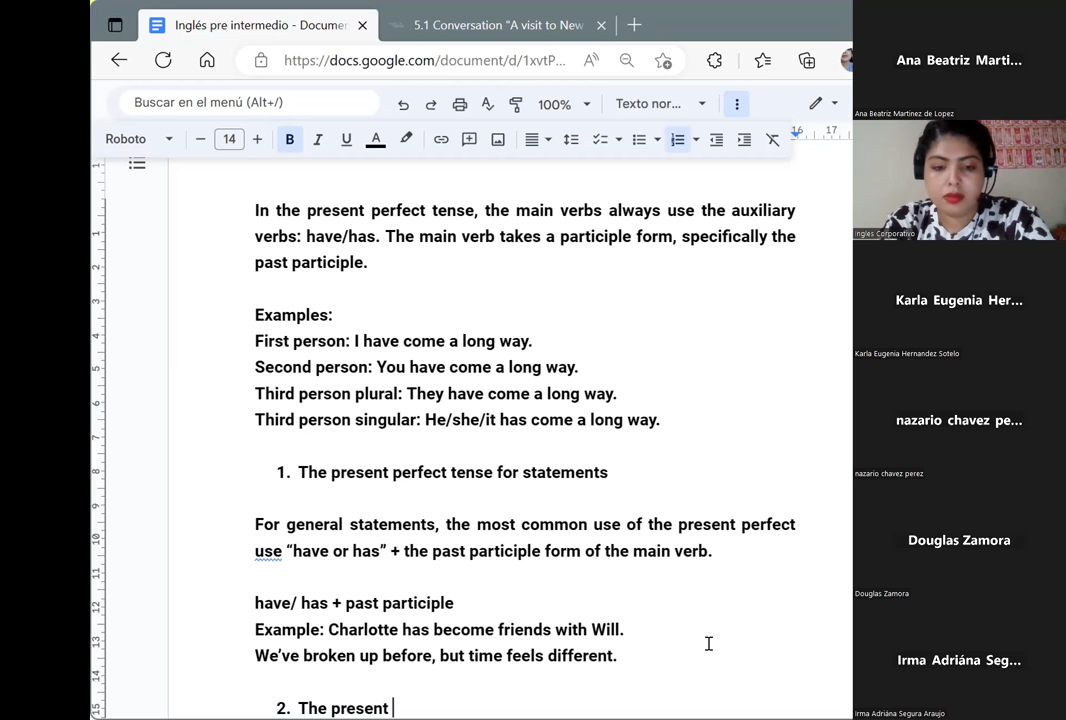 Inglés pre intermedio - Documen
5.1 Conversation "A visit to New
https://docs.google.com/document/d/1xvtP...
Buscar en el menú (Alt+/)
100%
Texto nor...
Roboto
14
16 17
In the present perfect tense, the main verbs always use the auxiliary
verbs: have/has. The main verb takes a participle form, specifically the
past participle.
Examples:
First person: I have come a long way.
Second person: You have come a long way.
Third person plural: They have come a long way.
Third person singular: He/she/it has come a long way.
1. The present perfect tense for statements
For general statements, the most common use of the present perfect
use “have or has” + the past participle form of the main verb.
have/ has + past participle
Example: Charlotte has become friends with Will.
We’ve broken up before, but time feels different.
2. The present
Ana Beatriz Marti...
Ana Beatriz Martinez de Lopez
Ingles Corporativo
Karla Eugenia Her...
Karla Eugenia Hernandez Sotelo
nazario chavez pe...
nazario chavez perez
Douglas Zamora
Douglas Zamora
Irma Adriána Seg...
Irma Adriána Segura Araujo